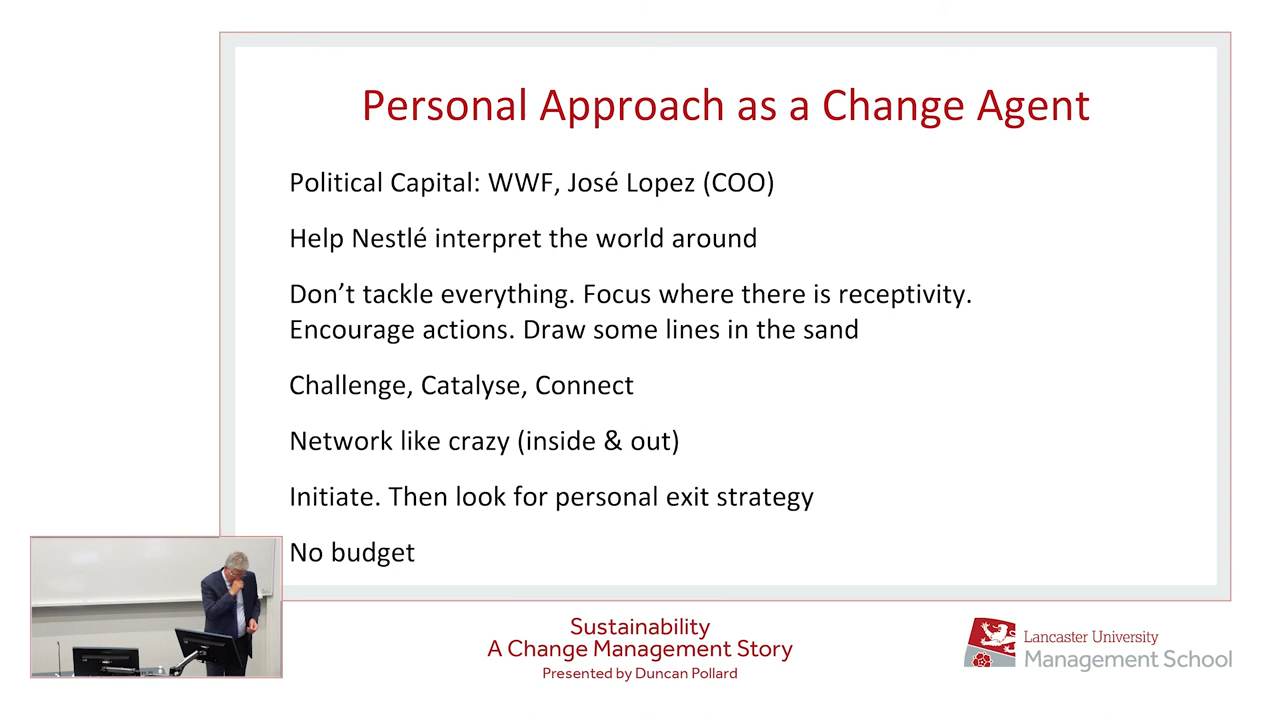 Personal Approach as a Change Agent
Political Capital: WWF, José Lopez (COO)
Help Nestlé interpret the world around
Don’t tackle everything. Focus where there is receptivity.
Encourage actions. Draw some lines in the sand
Challenge, Catalyse, Connect
Network like crazy (inside & out)
Initiate. Then look for personal exit strategy
No budget
Sustainability
A Change Management Story
Presented by Duncan Pollard
Lancaster University
Management School